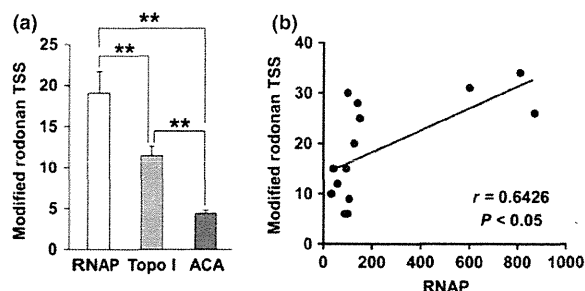 (a)
**
**
**
Modified rodonan TSS
25
20
15
10
5
0
RNAP Topo I ACA
(b)
Modified rodonan TSS
40
30
20
10
0
r = 0.6426
P < 0.05
0 200 400 600 800 1000
RNAP